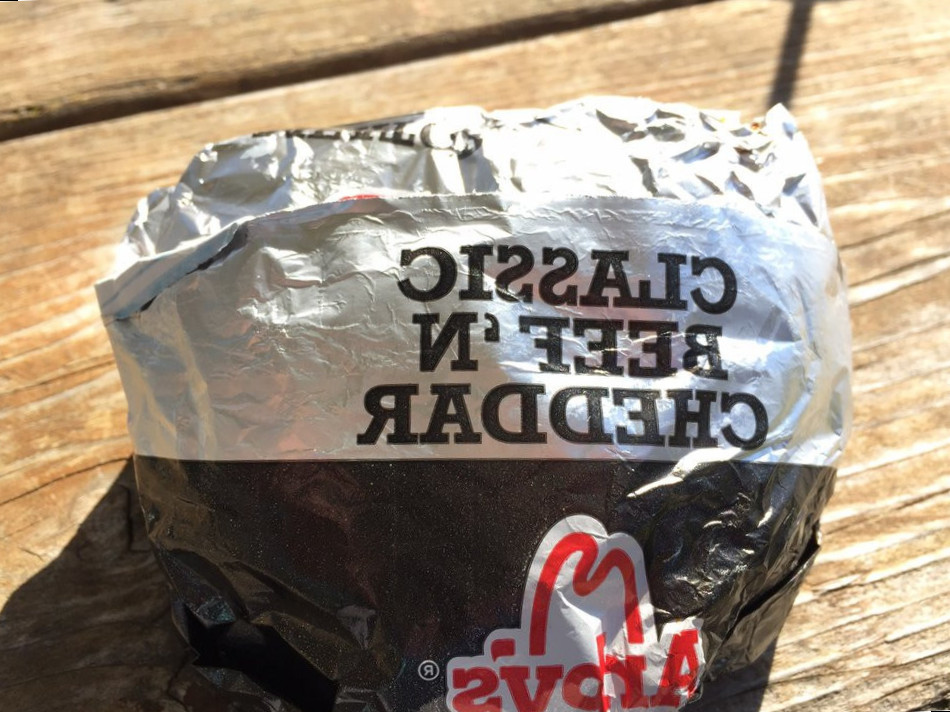 CLASSIC
BEEF 'N
CHEDDAR
Arby's
®